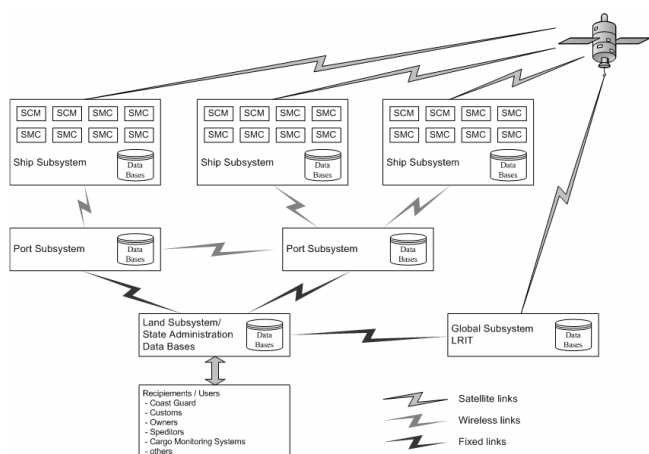 SCM SCM SMC SMC
SMC SMC SMC SMC
Ship Subsystem
Data
Bases
SCM SCM SMC SMC
SMC SMC SMC SMC
Ship Subsystem
Data
Bases
SCM SCM SMC SMC
SMC SMC SMC SMC
Ship Subsystem
Data
Bases
Port Subsystem
Data
Bases
Port Subsystem
Data
Bases
Land Subsystem/
State Administration
Data Bases
Data
Bases
Global Subsystem
LRIT
Data
Bases
Recipiements / Users
- Coast Guard
- Customs
- Owners
- Speditors
- Cargo Monitoring Systems
- others
Satellite links
Wireless links
Fixed links